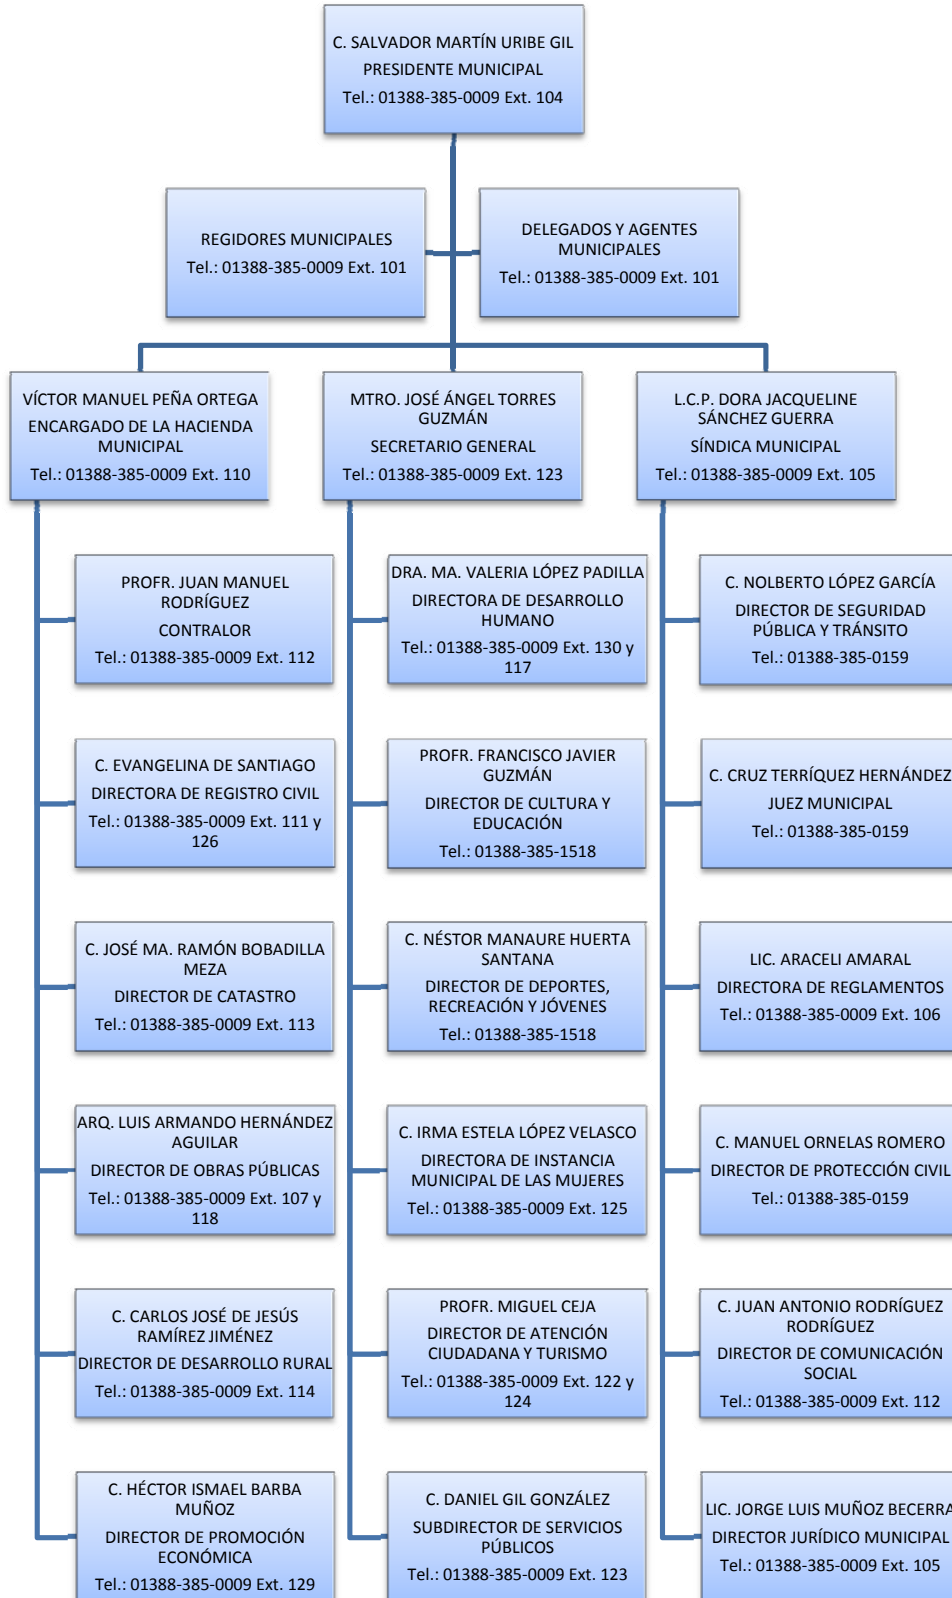 C. SALVADOR MARTÍN URIBE GIL
PRESIDENTE MUNICIPAL
Tel.: 01388-385-0009 Ext. 104
REGIDORES MUNICIPALES
Tel.: 01388-385-0009 Ext. 101
DELEGADOS Y AGENTES
MUNICIPALES
Tel.: 01388-385-0009 Ext. 101
VÍCTOR MANUEL PEÑA ORTEGA
ENCARGADO DE LA HACIENDA
MUNICIPAL
Tel.: 01388-385-0009 Ext. 110
MTRO. JOSÉ ÁNGEL TORRES
GUZMÁN
SECRETARIO GENERAL
Tel.: 01388-385-0009 Ext. 123
L.C.P. DORA JACQUELINE
SÁNCHEZ GUERRA
SÍNDICA MUNICIPAL
Tel.: 01388-385-0009 Ext. 105
PROFR. JUAN MANUEL
RODRÍGUEZ
CONTRALOR
Tel.: 01388-385-0009 Ext. 112
DRA. MA. VALERIA LÓPEZ PADILLA
DIRECTORA DE DESARROLLO
HUMANO
Tel.: 01388-385-0009 Ext. 130 y
117
C. NOLBERTO LÓPEZ GARCÍA
DIRECTOR DE SEGURIDAD
PÚBLICA Y TRÁNSITO
Tel.: 01388-385-0159
C. EVANGELINA DE SANTIAGO
DIRECTORA DE REGISTRO CIVIL
Tel.: 01388-385-0009 Ext. 111 y
126
PROFR. FRANCISCO JAVIER
GUZMÁN
DIRECTOR DE CULTURA Y
EDUCACIÓN
Tel.: 01388-385-1518
C. CRUZ TERRÍQUEZ HERNÁNDEZ
JUEZ MUNICIPAL
Tel.: 01388-385-0159
C. JOSÉ MA. RAMÓN BOBADILLA
MEZA
DIRECTOR DE CATASTRO
Tel.: 01388-385-0009 Ext. 113
C. NÉSTOR MANAURE HUERTA
SANTANA
DIRECTOR DE DEPORTES,
RECREACIÓN Y JÓVENES
Tel.: 01388-385-1518
LIC. ARACELI AMARAL
DIRECTORA DE REGLAMENTOS
Tel.: 01388-385-0009 Ext. 106
ARQ. LUIS ARMANDO HERNÁNDEZ
AGUILAR
DIRECTOR DE OBRAS PÚBLICAS
Tel.: 01388-385-0009 Ext. 107 y
118
C. IRMA ESTELA LÓPEZ VELASCO
DIRECTORA DE INSTANCIA
MUNICIPAL DE LAS MUJERES
Tel.: 01388-385-0009 Ext. 125
C. MANUEL ORNELAS ROMERO
DIRECTOR DE PROTECCIÓN CIVIL
Tel.: 01388-385-0159
C. CARLOS JOSÉ DE JESÚS
RAMÍREZ JIMÉNEZ
DIRECTOR DE DESARROLLO RURAL
Tel.: 01388-385-0009 Ext. 114
PROFR. MIGUEL CEJA
DIRECTOR DE ATENCIÓN
CIUDADANA Y TURISMO
Tel.: 01388-385-0009 Ext. 122 y
124
C. JUAN ANTONIO RODRÍGUEZ
RODRÍGUEZ
DIRECTOR DE COMUNICACIÓN
SOCIAL
Tel.: 01388-385-0009 Ext. 112
C. HÉCTOR ISMAEL BARBA
MUÑOZ
DIRECTOR DE PROMOCIÓN
ECONÓMICA
Tel.: 01388-385-0009 Ext. 129
C. DANIEL GIL GONZÁLEZ
SUBDIRECTOR DE SERVICIOS
PÚBLICOS
Tel.: 01388-385-0009 Ext. 123
LIC. JORGE LUIS MUÑOZ BECERRA
DIRECTOR JURÍDICO MUNICIPAL
Tel.: 01388-385-0009 Ext. 105